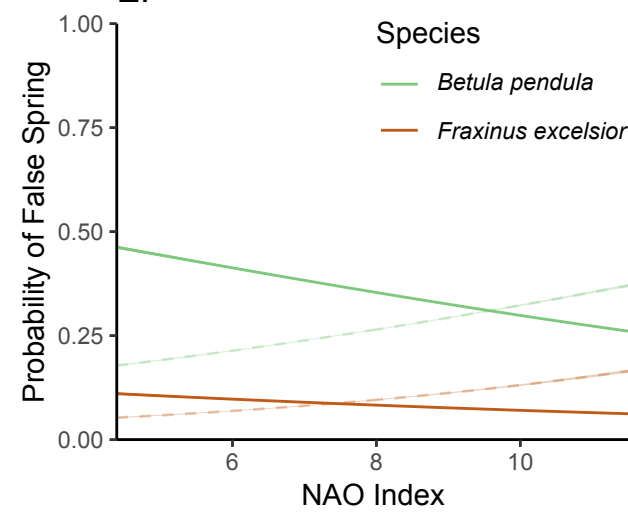 1.00
0.75
0.50
0.25
0.00
Probability of False Spring
Species
Betula pendula
Fraxinus excelsior
6 8 10
NAO Index